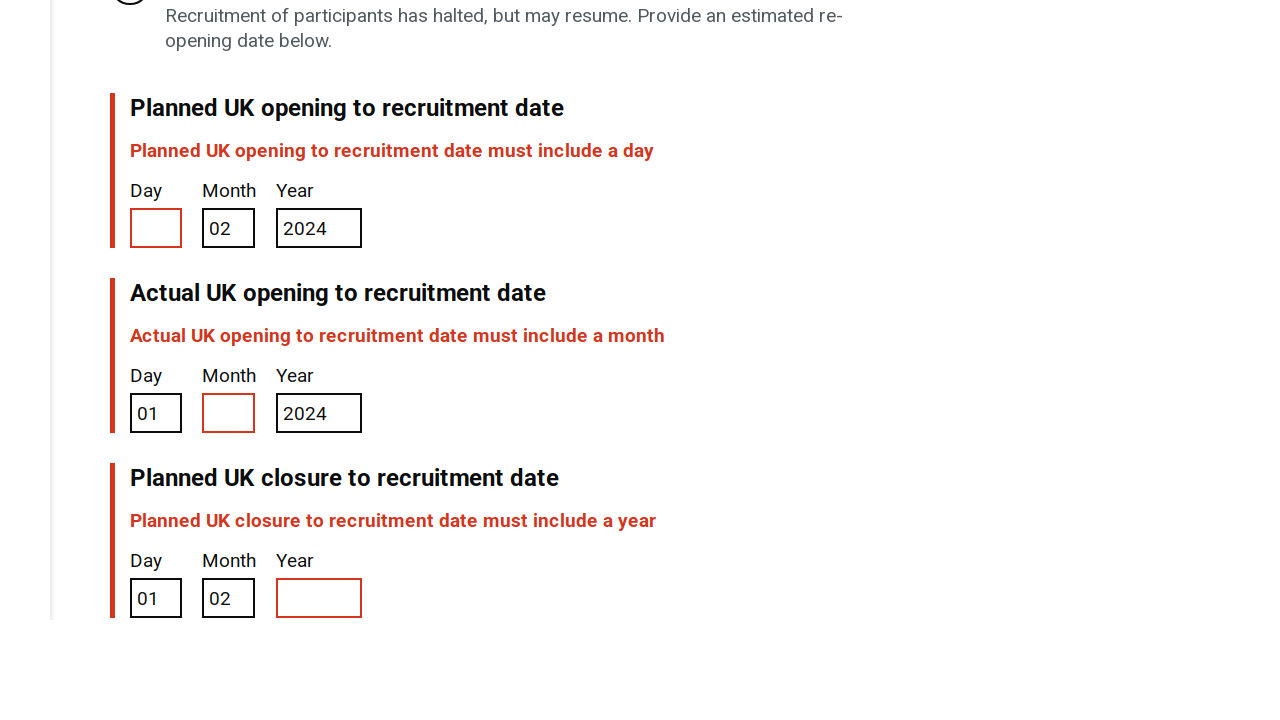 Recruitment of participants has halted, but may resume. Provide an estimated re-
opening date below.
Planned UK opening to recruitment date
Planned UK opening to recruitment date must include a day
Day Month Year
02 2024
Actual UK opening to recruitment date
Actual UK opening to recruitment date must include a month
Day Month Year
01 2024
Planned UK closure to recruitment date
Planned UK closure to recruitment date must include a year
Day Month Year
01 02